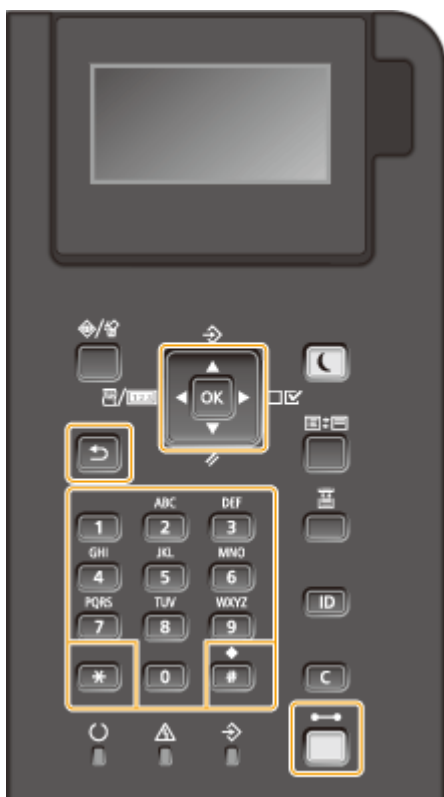 123
OK
ABC DEF
1 2 3
GHI JKL MNO
4 5 6
PQRS TUV WXYZ
7 8 9
ID
* 0 #
C